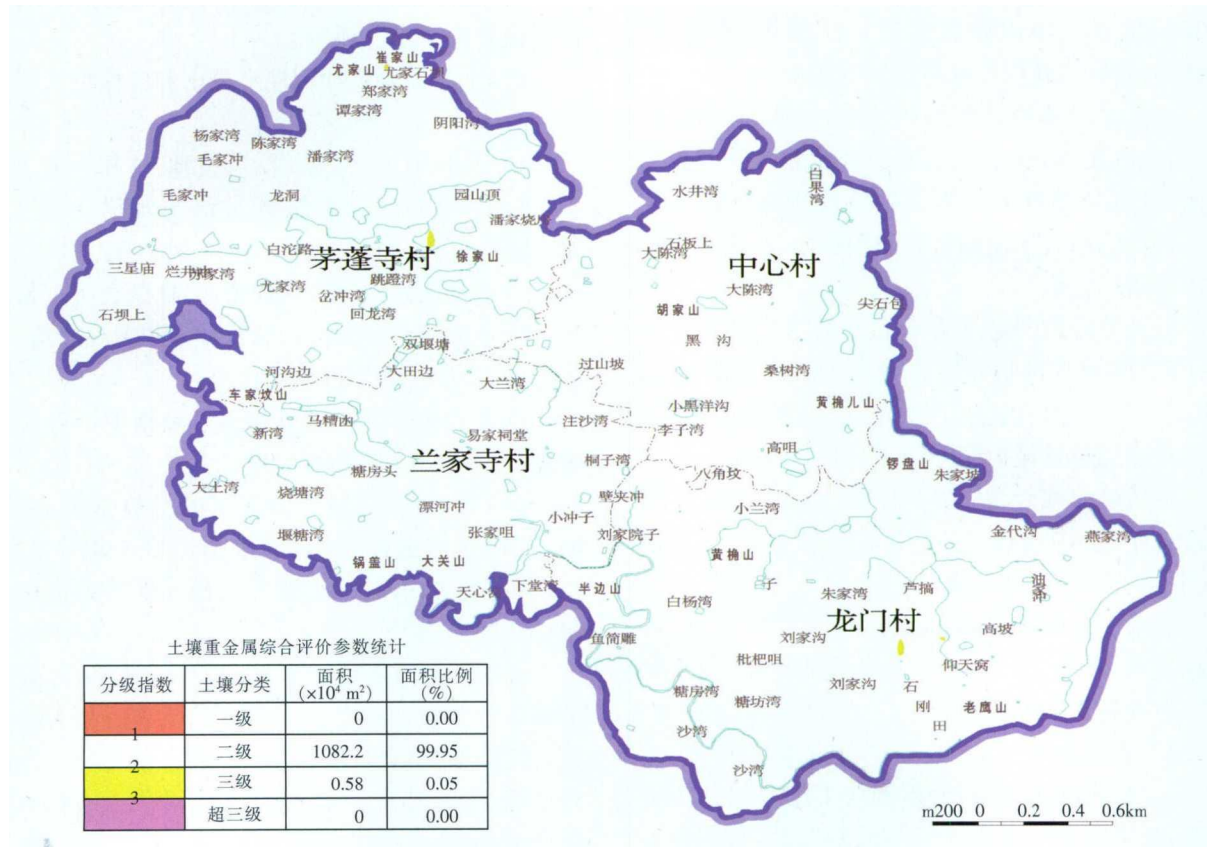 崔家山
尤家山
尤家石
郑家湾
谭家湾
阴阳湾
杨家湾
陈家湾
毛家冲
潘家湾
白果湾
毛家冲
龙洞
园山顶
水井湾
潘家烧房
白沱路
石板上
大陈湾
茅蓬寺村
徐家山
中心村
三星庙
烂井冲
跳蹬湾
尤家湾
岔冲湾
大陈湾
尖石包
石坝上
回龙湾
胡家山
双堰塘
黑 沟
河沟边
大田边
过山坡
桑树湾
大兰湾
车家坟山
黄桷儿山
小黑洋沟
马糟凼
注沙湾
新湾
易家祠堂
李子湾
高咀
兰家寺村
桐子湾
锣盘山
糖房头
八角坟
朱家坡
大土湾
烧塘湾
壁夹冲
漂河冲
小冲子
小兰湾
堰糖湾
张家咀
刘家院子
金代沟
燕家湾
黄桷山
锅盖山
大关山
天心
下堂湾
半边山
子
朱家湾
芦搞
白杨湾
龙门村
高坡
鱼简雕
刘家沟
枇杷咀
仰天窝
糖房湾
糖坊湾
刘家沟
石
刚
田
老鹰山
沙湾
沙湾
土壤重金属综合评价参数统计
分级指数 土壤分类 面积(×10⁴ m²) 面积比例(%)
一级 0 0.00
1
二级 1082.2 99.95
2
三级 0.58 0.05
3
超三级 0 0.00
m200 0 0.2 0.4 0.6km